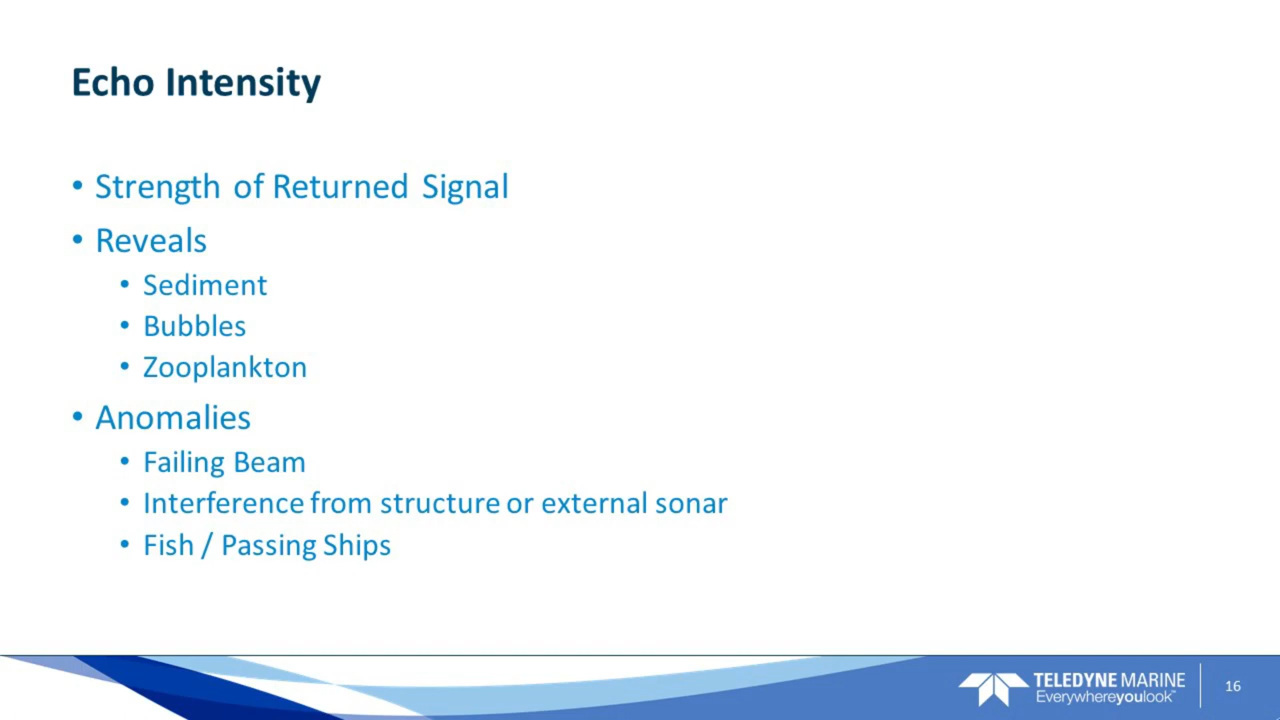 Echo Intensity
• Strength of Returned Signal
• Reveals
• Sediment
• Bubbles
• Zooplankton
• Anomalies
• Failing Beam
• Interference from structure or external sonar
• Fish / Passing Ships
TELEDYNE MARINE
Everywhereyoulook™
16